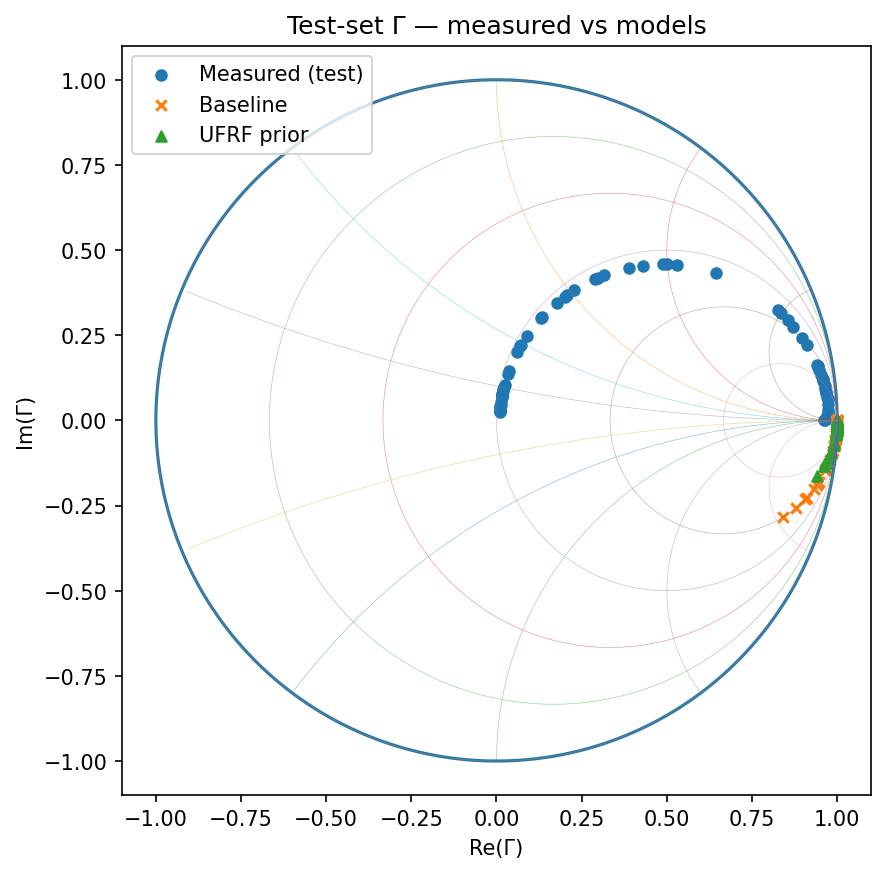 Test-set Γ — measured vs models
Measured (test)
Baseline
UFRF prior
1.00
0.75
0.50
0.25
0.00
−0.25
−0.50
−0.75
−1.00
Im(Γ)
−1.00 −0.75 −0.50 −0.25 0.00 0.25 0.50 0.75 1.00
Re(Γ)